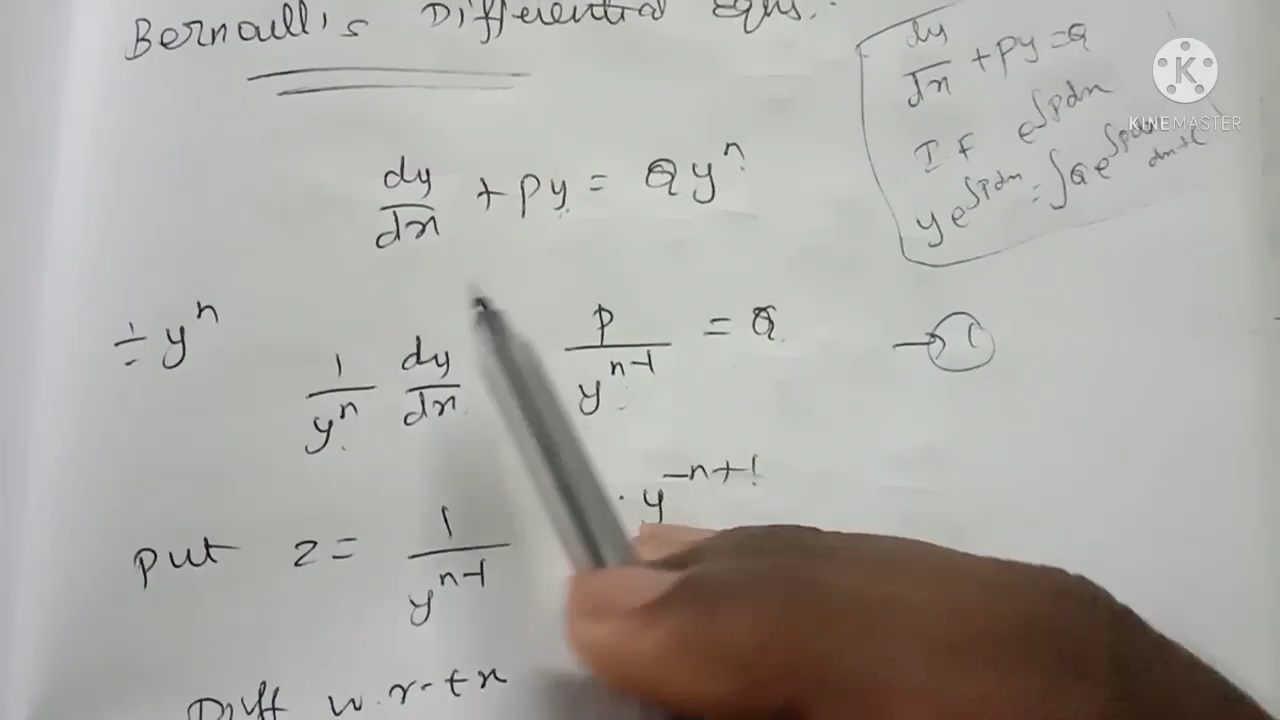 Bernoulli's Differential Eqns.
dy/dx + Py = Q y^n
÷ y^n
1/y^n dy/dx P/y^(n-1) = Q → (1)
put z = 1/y^(n-1) y^(-n+1)
Diff w.r.t x
dy/dx + Py = Q
IF e^∫Pdx
y e^∫Pdx = ∫Q e^∫Pdx dx+c
K
KINEMASTER